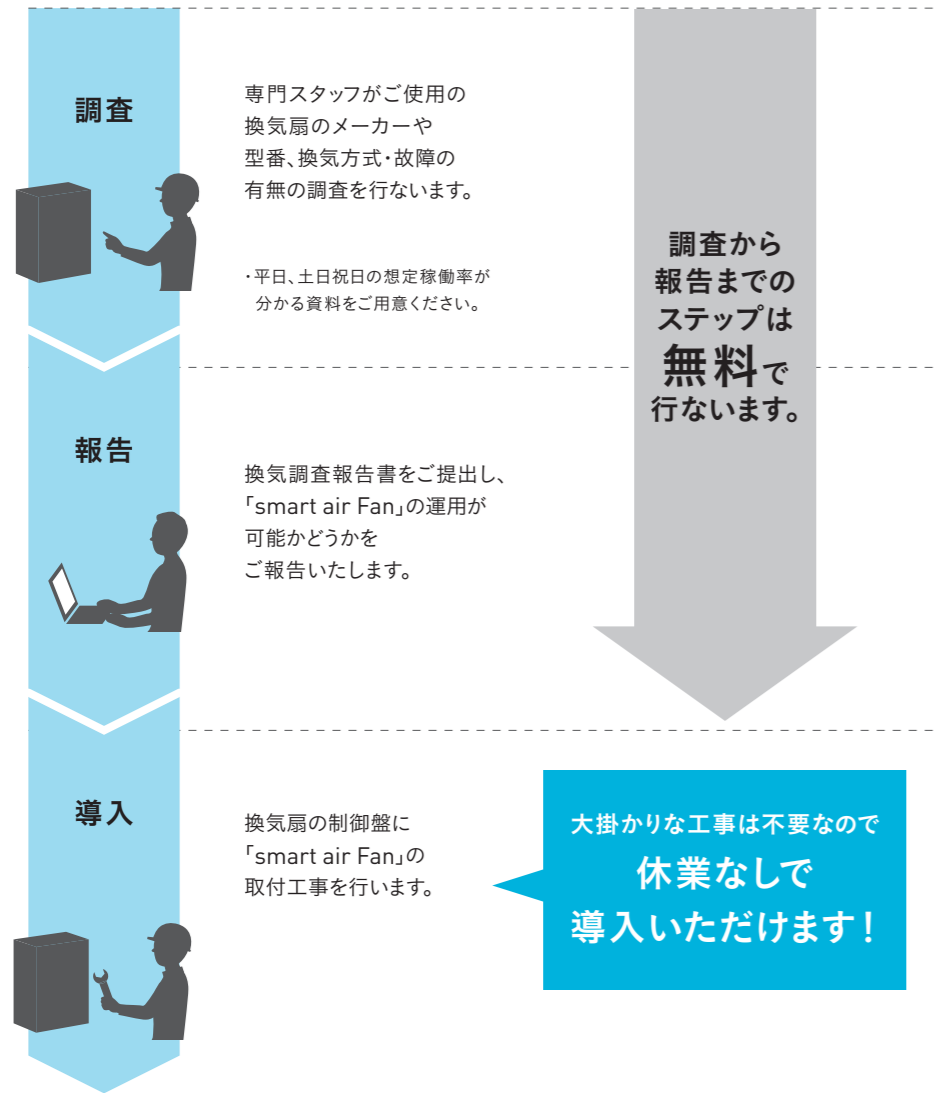 調査
専門スタッフがご使用の
換気扇のメーカーや
型番、換気方式・故障の
有無の調査を行ないます。
・平日、土日祝日の想定稼働率が
分かる資料をご用意ください。
調査から
報告までの
ステップは
無料で
行ないます。
報告
換気調査報告書をご提出し、
「smart air Fan」の運用が
可能かどうかを
ご報告いたします。
導入
換気扇の制御盤に
「smart air Fan」の
取付工事を行います。
大掛かりな工事は不要なので
休業なしで
導入いただけます!